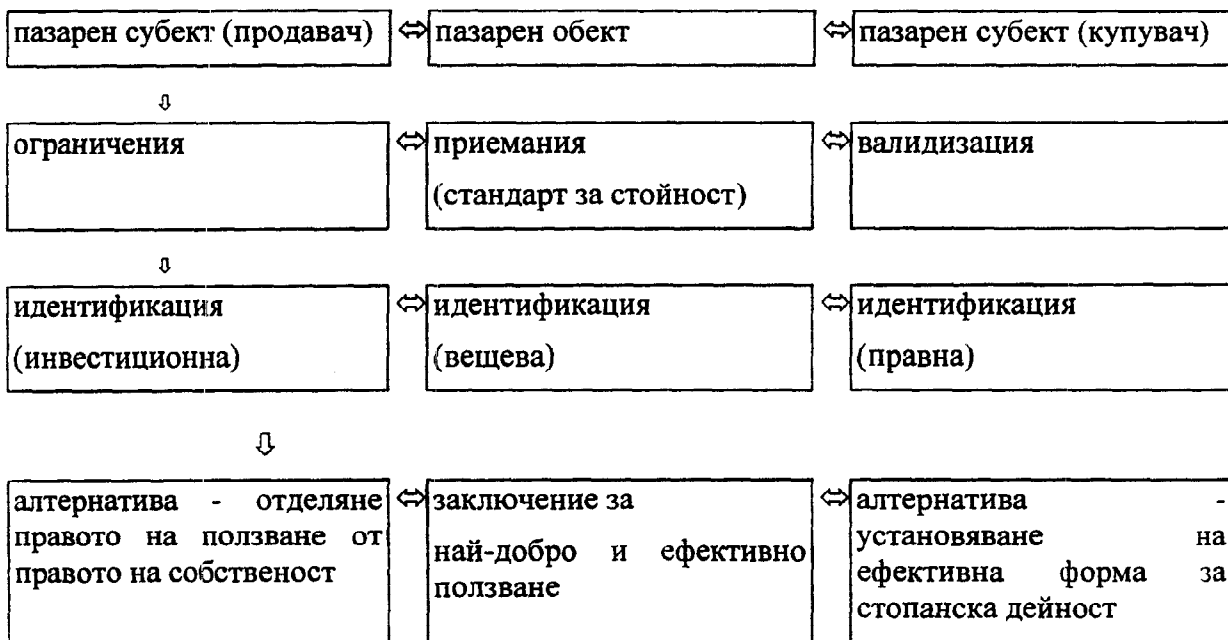 пазарен субект (продавач) ⇔ пазарен обект ⇔ пазарен субект (купувач)
⇩
ограничения ⇔ приемания ⇔ валидизация
(стандарт за стойност)
⇩
идентификация ⇔ идентификация ⇔ идентификация
(инвестиционна) (вещева) (правна)
⇩
алтернатива - отделяне
правото на ползване от
правото на собственост
⇔ заключение за
най-добро и ефективно
ползване
⇔ алтернатива -
установяване на
ефективна форма за
стопанска дейност